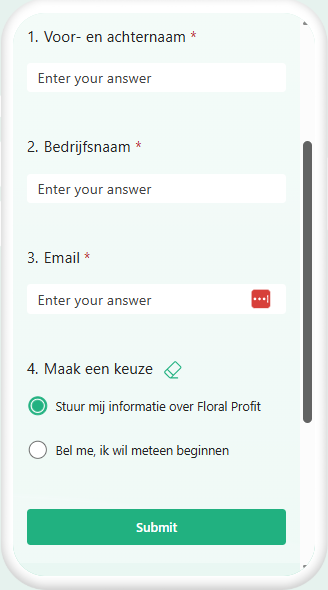 1. Voor- en achternaam *
Enter your answer
2. Bedrijfsnaam *
Enter your answer
3. Email *
Enter your answer
4. Maak een keuze
Stuur mij informatie over Floral Profit
Bel me, ik wil meteen beginnen
Submit